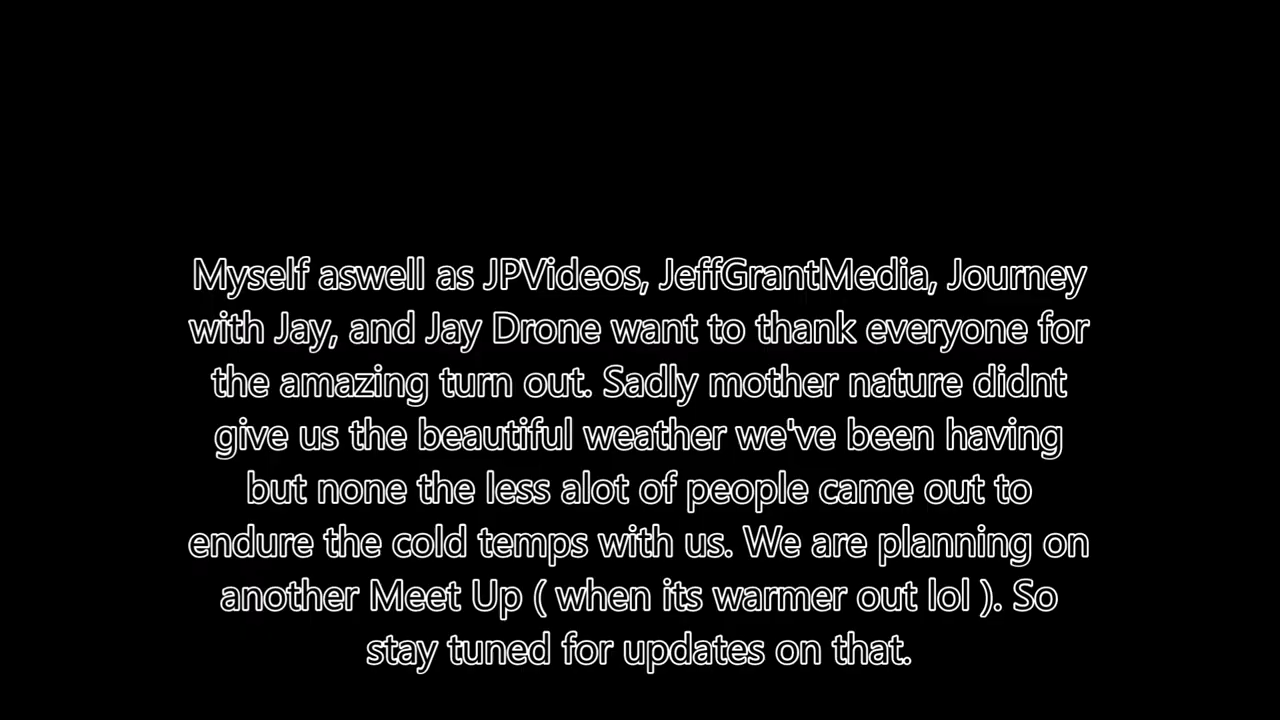 Myself aswell as JPVideos, JeffGrantMedia, Journey
with Jay, and Jay Drone want to thank everyone for
the amazing turn out. Sadly mother nature didnt
give us the beautiful weather we've been having
but none the less alot of people came out to
endure the cold temps with us. We are planning on
another Meet Up ( when its warmer out lol ). So
stay tuned for updates on that.